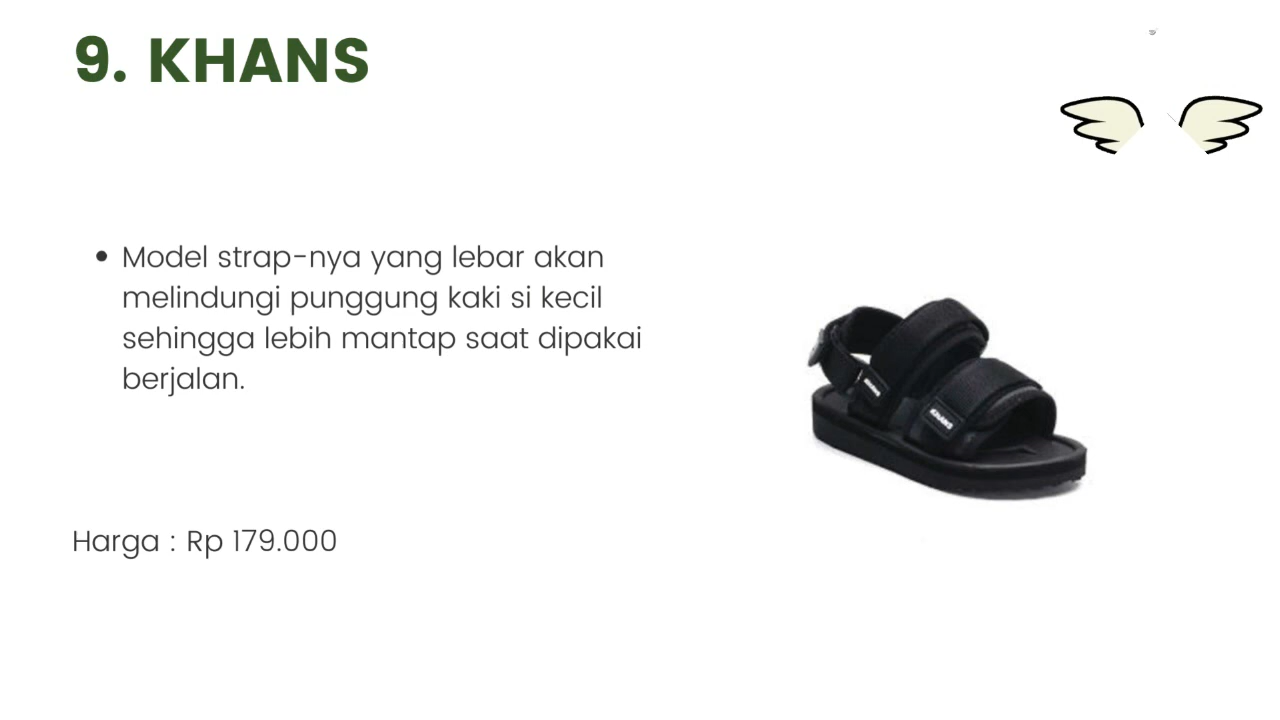 9. KHANS
• Model strap-nya yang lebar akan
melindungi punggung kaki si kecil
sehingga lebih mantap saat dipakai
berjalan.
KHANS
Harga : Rp 179.000